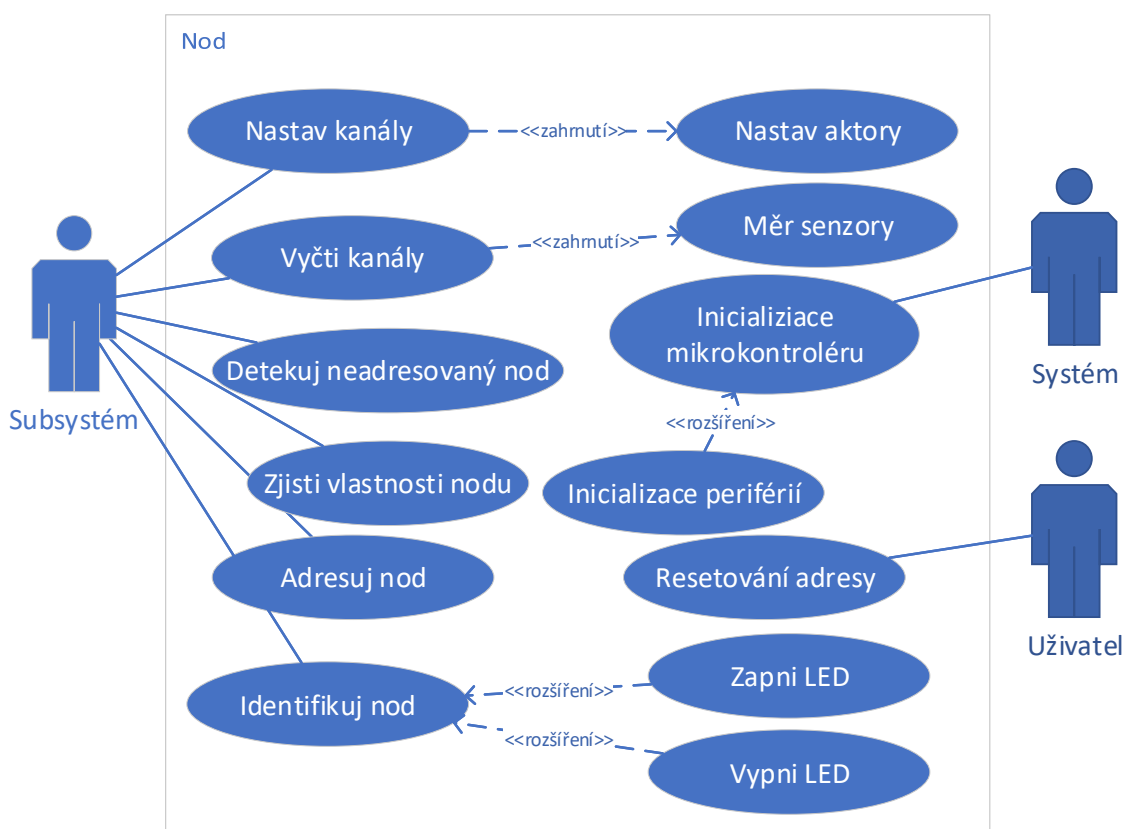 Nod
Nastav kanály
<<zahrnutí>>
Nastav aktory
Vyčti kanály
<<zahrnutí>>
Měr senzory
Inicializiace
mikrokontroléru
Systém
Subsystém
Detekuj neadresovaný nod
<<rozšíření>>
Zjisti vlastnosti nodu
Inicializace periférií
Adresuj nod
Resetování adresy
Uživatel
Identifikuj nod
<<rozšíření>>
Zapni LED
<<rozšíření>>
Vypni LED